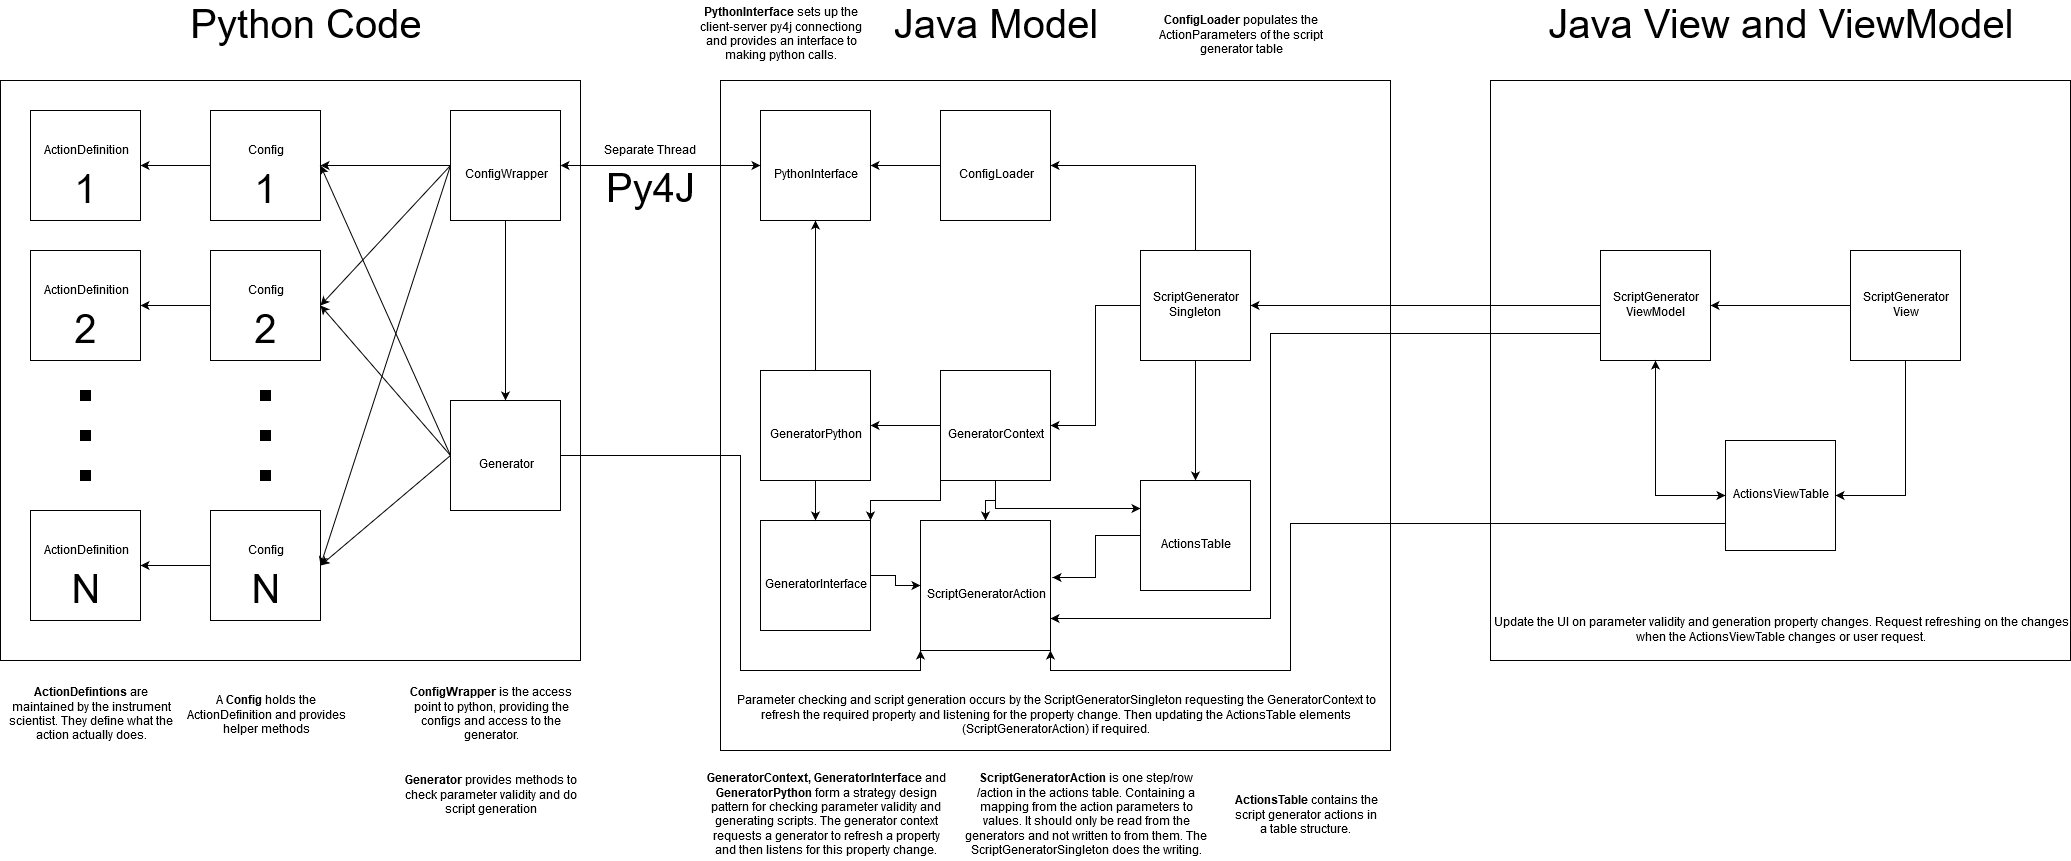 Python Code
PythonInterface sets up the
client-server py4j connectiong
and provides an interface to
making python calls.
Java Model
ConfigLoader populates the
ActionParameters of the script
generator table
Java View and ViewModel
ActionDefinition
1
Config
1
ConfigWrapper
Separate Thread
Py4J
PythonInterface
ConfigLoader
ActionDefinition
2
Config
2
ScriptGenerator
Singleton
ScriptGenerator
ViewModel
ScriptGenerator
View
Generator
GeneratorPython
GeneratorContext
ActionsViewTable
ActionDefinition
N
Config
N
GeneratorInterface
ScriptGeneratorAction
ActionsTable
Update the UI on parameter validity and generation property changes. Request refreshing on the changes
when the ActionsViewTable changes or user request.
ActionDefintions are
maintained by the instrument
scientist. They define what the
action actually does.
A Config holds the
ActionDefinition and provides
helper methods
ConfigWrapper is the access
point to python, providing the
configs and access to the
generator.
Parameter checking and script generation occurs by the ScriptGeneratorSingleton requesting the GeneratorContext to
refresh the required property and listening for the property change. Then updating the ActionsTable elements
(ScriptGeneratorAction) if required.
Generator provides methods to
check parameter validity and do
script generation
GeneratorContext, GeneratorInterface and
GeneratorPython form a strategy design
pattern for checking parameter validity and
generating scripts. The generator context
requests a generator to refresh a property
and then listens for this property change.
ScriptGeneratorAction is one step/row
/action in the actions table. Containing a
mapping from the action parameters to
values. It should only be read from the
generators and not written to from them. The
ScriptGeneratorSingleton does the writing.
ActionsTable contains the
script generator actions in
a table structure.